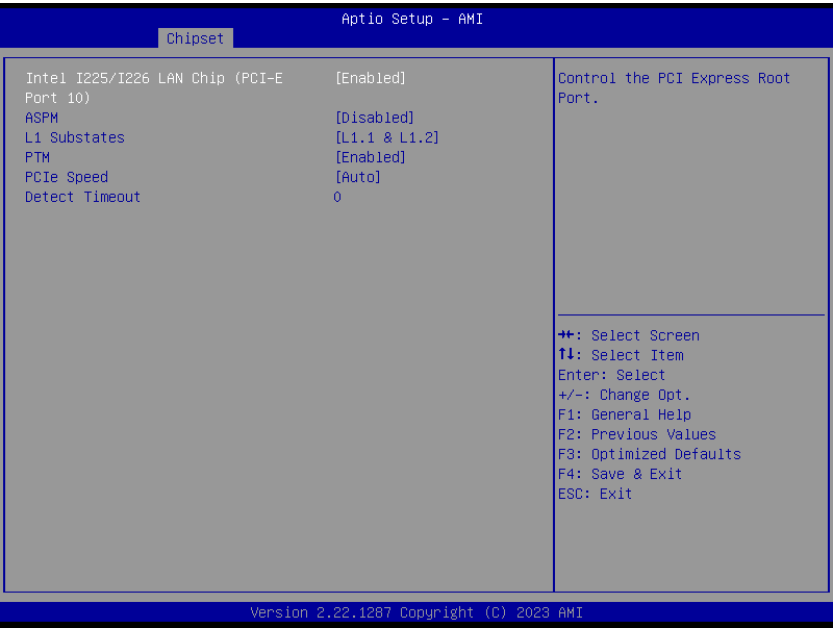 Aptio Setup – AMI
Chipset
Intel I225/I226 LAN Chip (PCI-E Port 10) [Enabled]
ASPM [Disabled]
L1 Substates [L1.1 & L1.2]
PTM [Enabled]
PCIe Speed [Auto]
Detect Timeout 0
Control the PCI Express Root
Port.
→←: Select Screen
↑↓: Select Item
Enter: Select
+/-: Change Opt.
F1: General Help
F2: Previous Values
F3: Optimized Defaults
F4: Save & Exit
ESC: Exit
Version 2.22.1287 Copyright (C) 2023 AMI